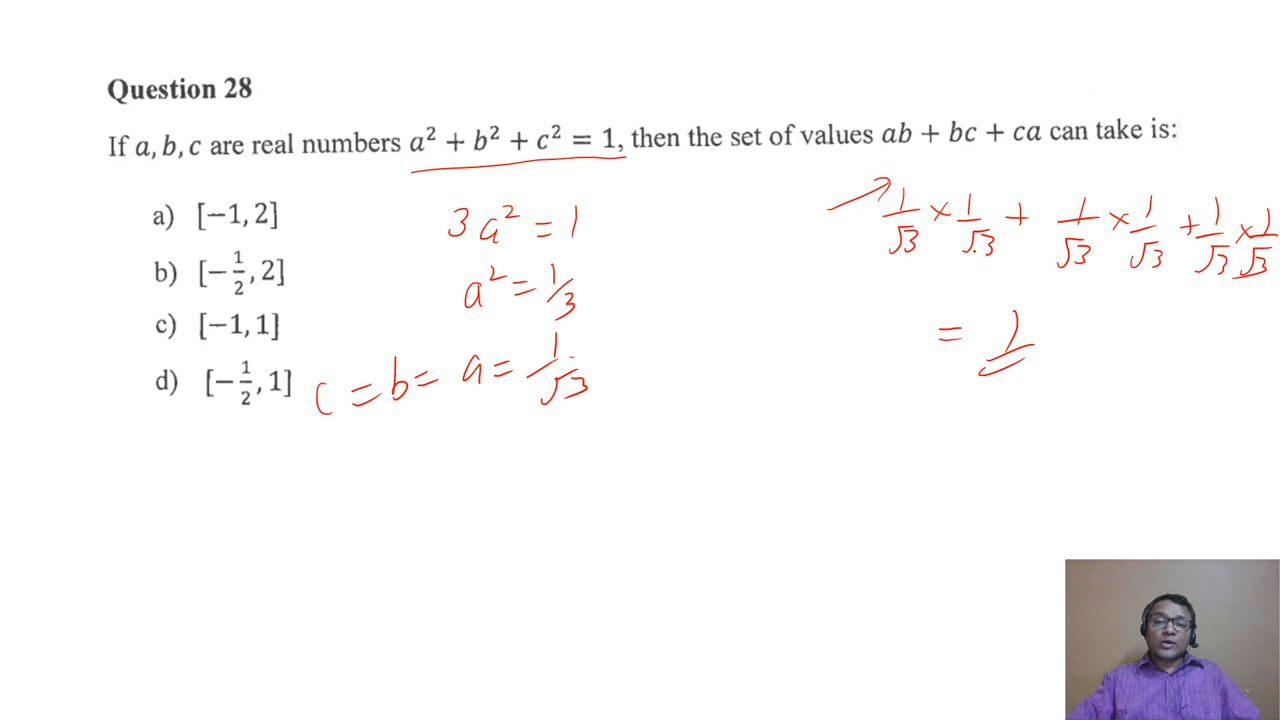 Question 28
If a, b, c are real numbers a² + b² + c² = 1, then the set of values ab + bc + ca can take is:
a) [−1, 2]
b) [−1/2, 2]
c) [−1, 1]
d) [−1/2, 1]
3a² = 1
a² = 1/3
c = b = a = 1/√3
1/√3 × 1/√3 + 1/√3 × 1/√3 + 1/√3 × 1/√3
= 1